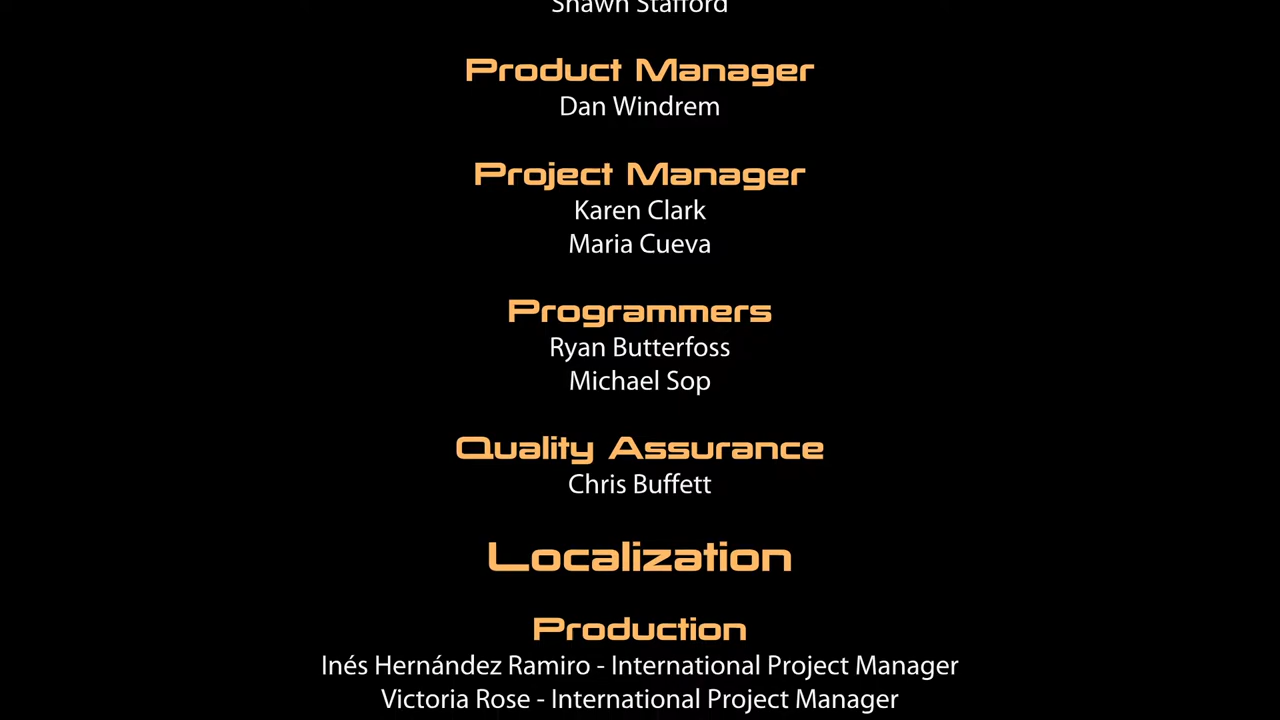 Shawn Stafford
Product Manager
Dan Windrem
Project Manager
Karen Clark
Maria Cueva
Programmers
Ryan Butterfoss
Michael Sop
Quality Assurance
Chris Buffett
Localization
Production
Inés Hernández Ramiro - International Project Manager
Victoria Rose - International Project Manager